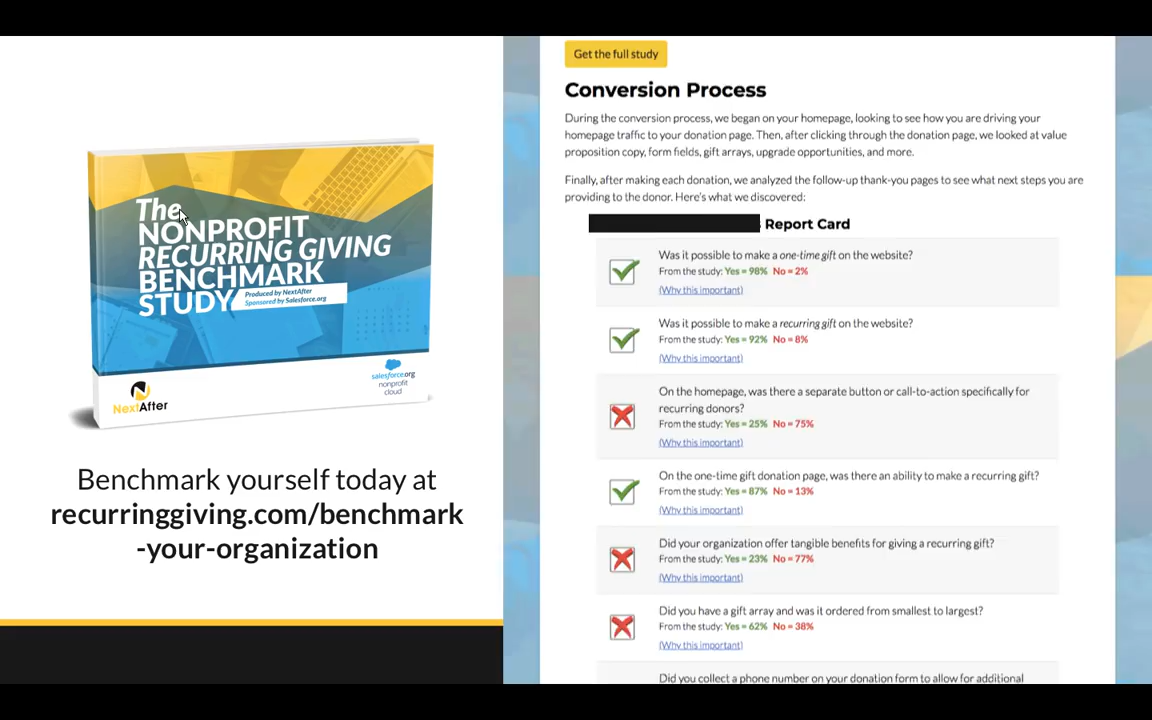 The
NONPROFIT
RECURRING GIVING
BENCHMARK
STUDY
Produced by NextAfter
Sponsored by Salesforce.org
NextAfter
salesforce.org
nonprofit
cloud
Benchmark yourself today at
recurringgiving.com/benchmark
-your-organization
Get the full study
Conversion Process
During the conversion process, we began on your homepage, looking to see how you are driving your
homepage traffic to your donation page. Then, after clicking through the donation page, we looked at value
proposition copy, form fields, gift arrays, upgrade opportunities, and more.
Finally, after making each donation, we analyzed the follow-up thank-you pages to see what next steps you are
providing to the donor. Here's what we discovered:
Report Card
Was it possible to make a one-time gift on the website?
From the study: Yes = 98% No = 2%
(Why this important)
Was it possible to make a recurring gift on the website?
From the study: Yes = 92% No = 8%
(Why this important)
On the homepage, was there a separate button or call-to-action specifically for
recurring donors?
From the study: Yes = 25% No = 75%
(Why this important)
On the one-time gift donation page, was there an ability to make a recurring gift?
From the study: Yes = 87% No = 13%
(Why this important)
Did your organization offer tangible benefits for giving a recurring gift?
From the study: Yes = 23% No = 77%
(Why this important)
Did you have a gift array and was it ordered from smallest to largest?
From the study: Yes = 62% No = 38%
(Why this important)
Did you collect a phone number on your donation form to allow for additional